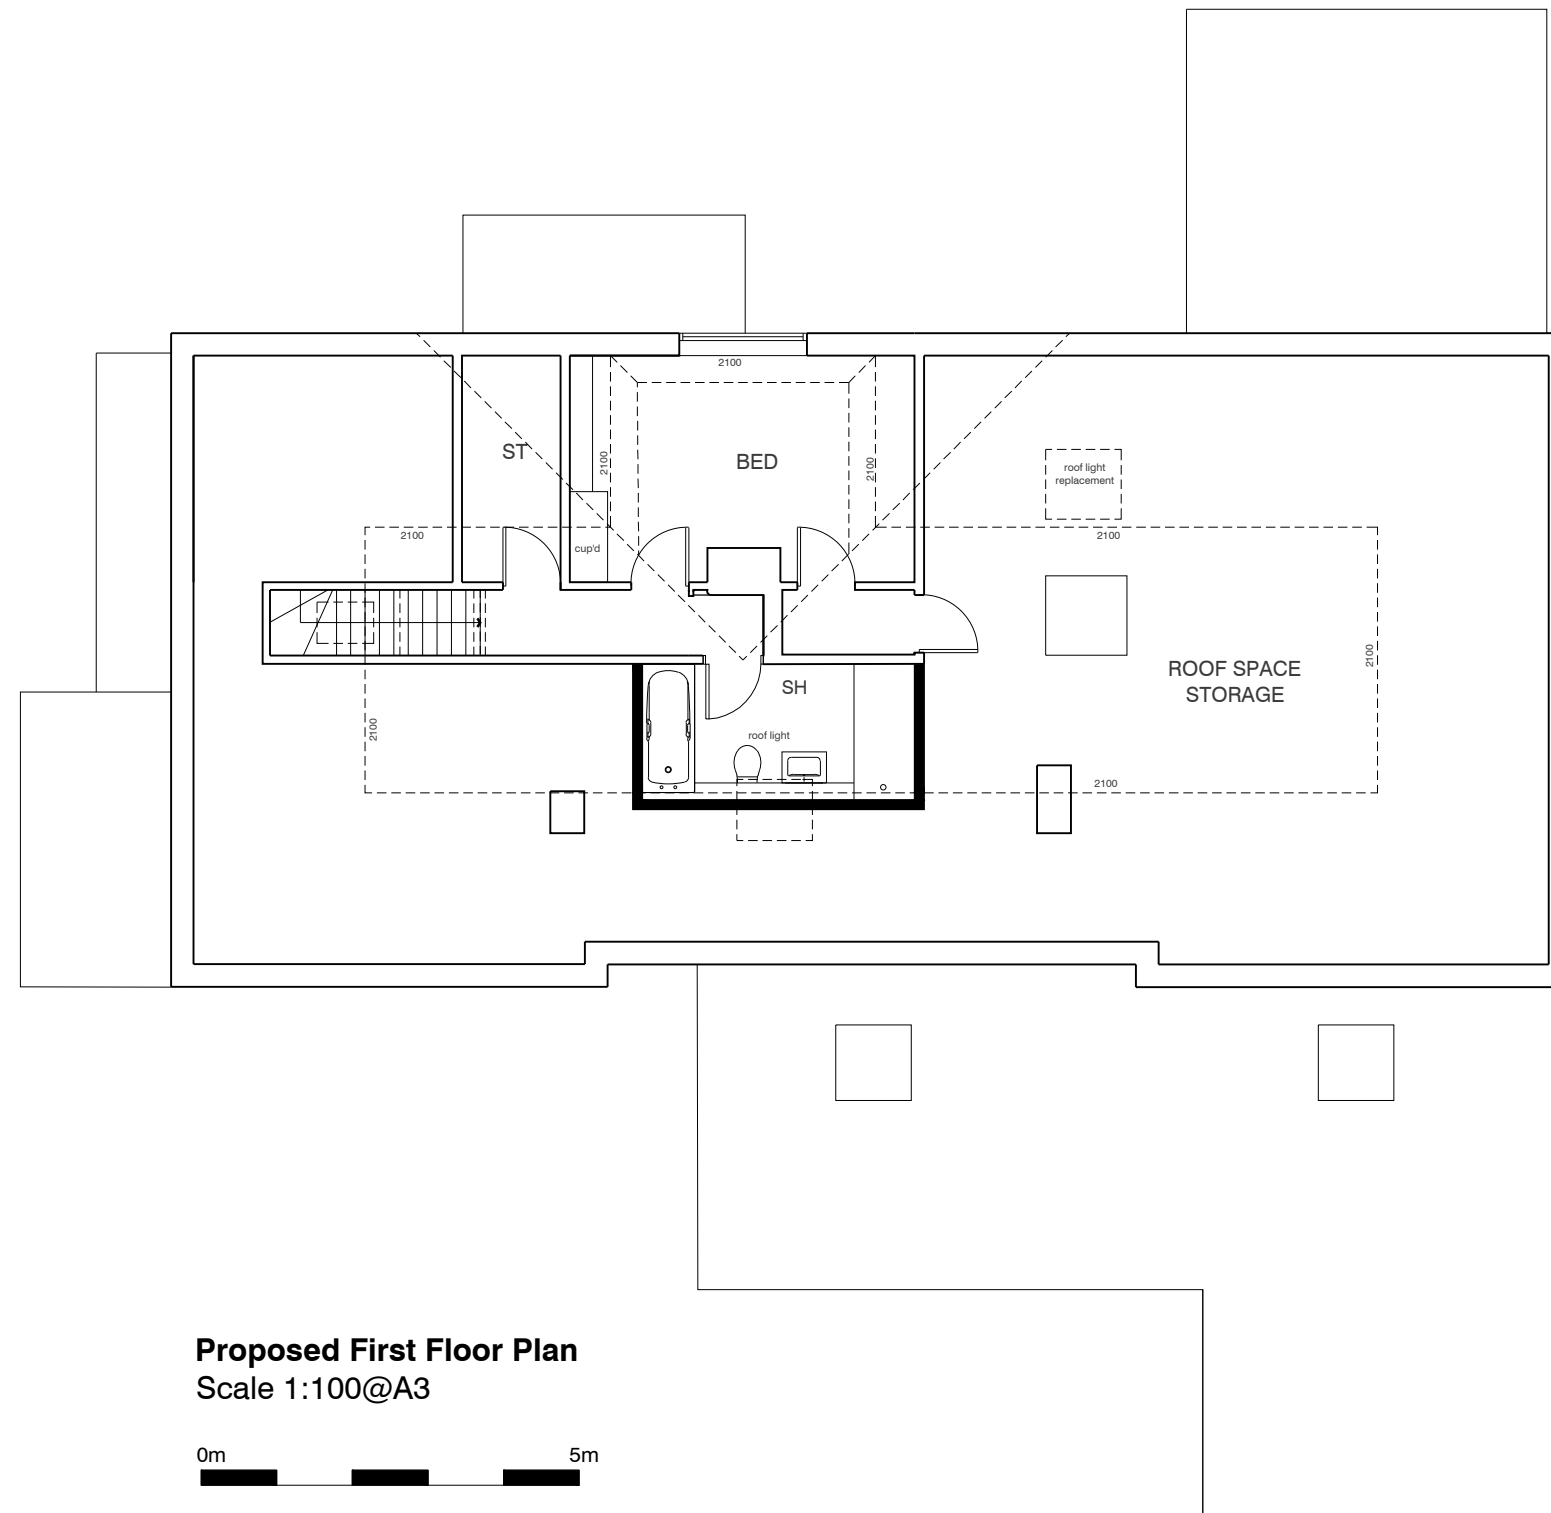 2100
ST
BED
2100
2100
roof light
replacement
2100
cup'd
2100
2100
ROOF SPACE
STORAGE
SH
2100
roof light
2100
Proposed First Floor Plan
Scale 1:100@A3
0m
5m